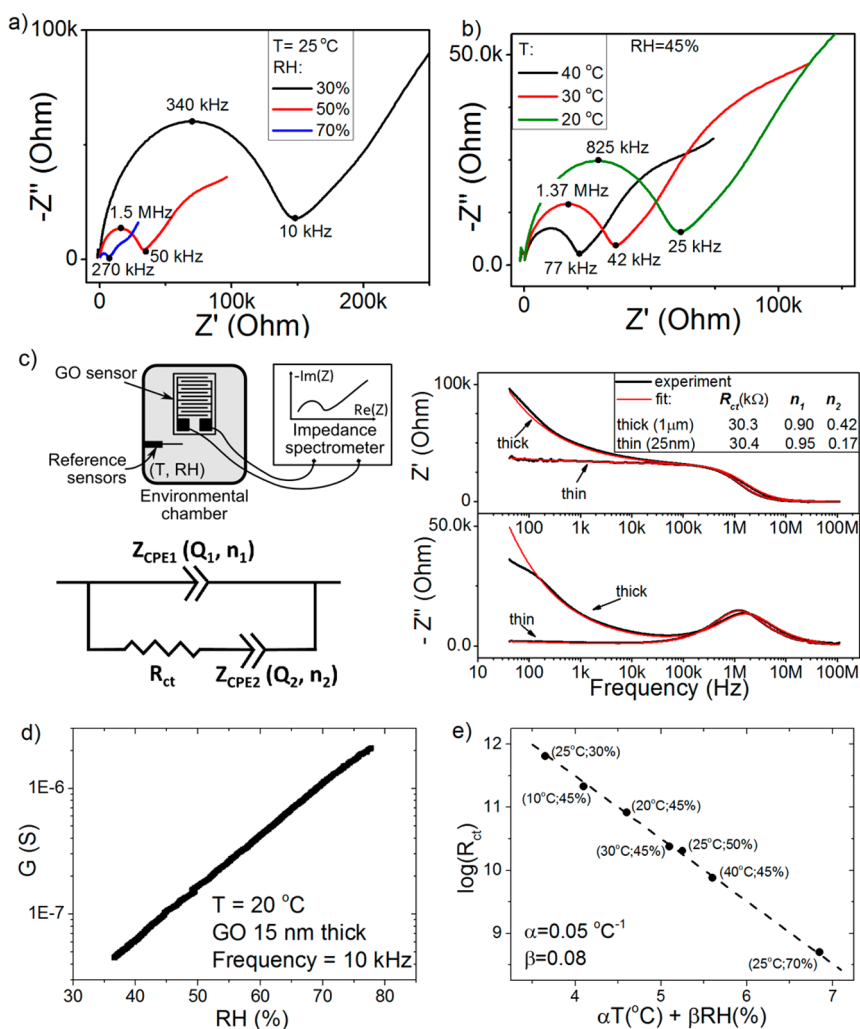 a)
100k
T= 25 °C
RH:
30%
50%
70%
340 kHz
1.5 MHz
10 kHz
50 kHz
270 kHz
0
-Z'' (Ohm)
0 100k 200k
Z' (Ohm)
b)
50.0k
T:
RH=45%
40 °C
30 °C
20 °C
825 kHz
1.37 MHz
77 kHz
42 kHz
25 kHz
0.0
-Z'' (Ohm)
0 100k
Z' (Ohm)
c)
GO sensor
Reference
sensors
(T, RH)
Environmental
chamber
-Im(Z)
Re(Z)
Impedance
spectrometer
Z_CPE1 (Q_1, n_1)
R_ct
Z_CPE2 (Q_2, n_2)
100k
Z' (Ohm)
0
experiment
fit: R_ct(kΩ) n_1 n_2
thick (1μm) 30.3 0.90 0.42
thin (25nm) 30.4 0.95 0.17
thick
thin
100 1k 10k 100k 1M 10M 100M
50.0k
- Z'' (Ohm)
0.0
thick
thin
10 100 1k 10k 100k 1M 10M 100M
Frequency (Hz)
d)
G (S)
1E-6
1E-7
T = 20 °C
GO 15 nm thick
Frequency = 10 kHz
30 40 50 60 70 80
RH (%)
e)
log(R_ct)
12
11
10
9
(25°C;30%)
(10°C;45%)
(20°C;45%)
(30°C;45%)
(25°C;50%)
(40°C;45%)
(25°C;70%)
α=0.05 °C⁻¹
β=0.08
4 5 6 7
αT(°C) + βRH(%)